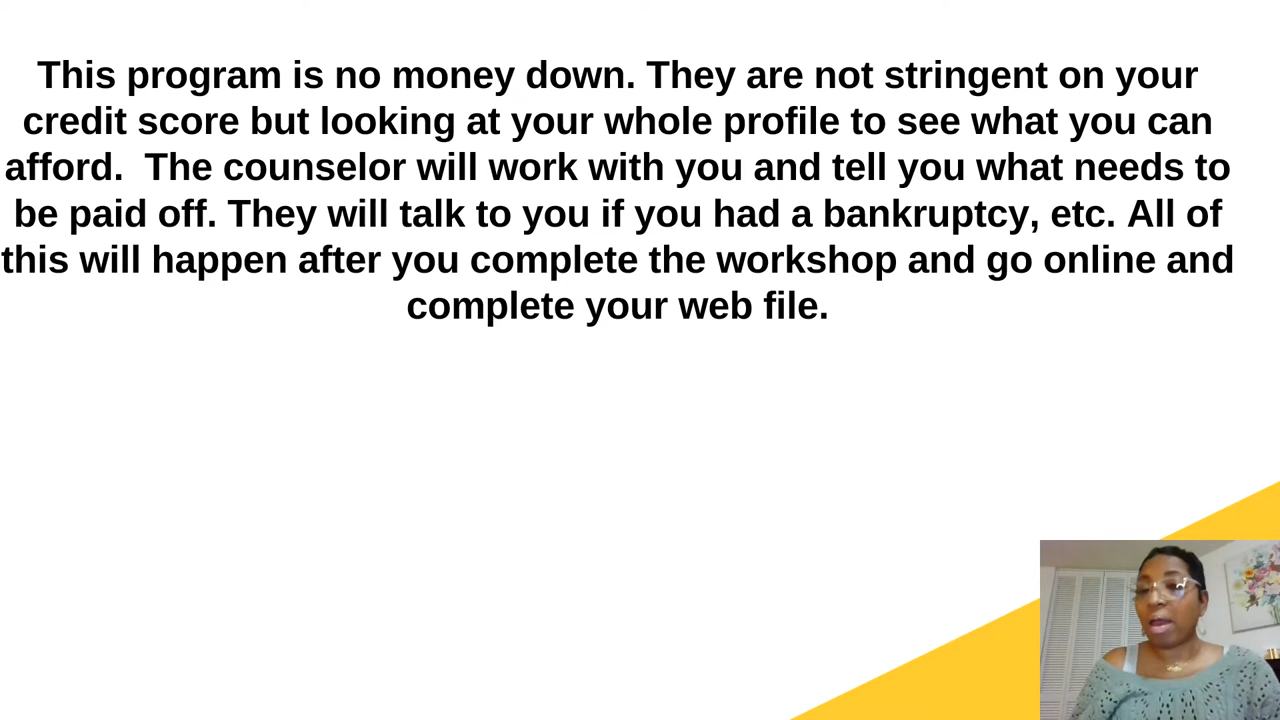 This program is no money down. They are not stringent on your
credit score but looking at your whole profile to see what you can
afford.  The counselor will work with you and tell you what needs to
be paid off. They will talk to you if you had a bankruptcy, etc. All of
this will happen after you complete the workshop and go online and
complete your web file.